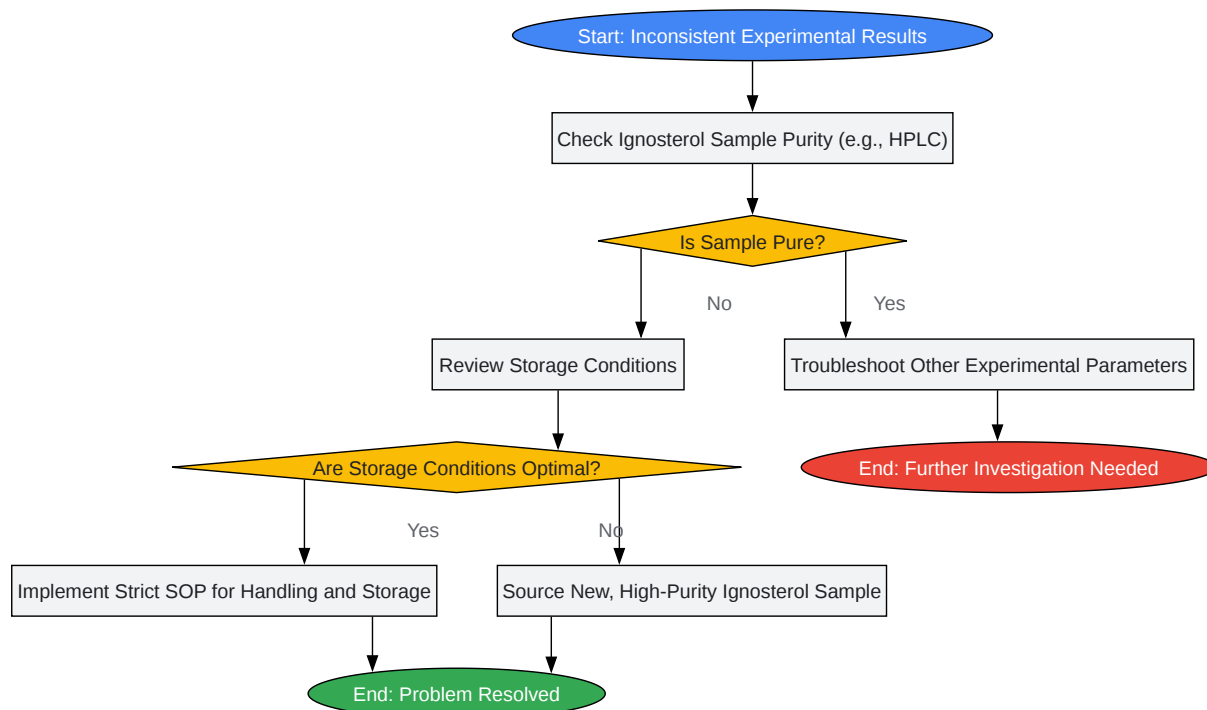 Start: Inconsistent Experimental Results
Check Ignosterol Sample Purity (e.g., HPLC)
Is Sample Pure?
No
Yes
Review Storage Conditions
Troubleshoot Other Experimental Parameters
Are Storage Conditions Optimal?
End: Further Investigation Needed
Yes
No
Implement Strict SOP for Handling and Storage
Source New, High-Purity Ignosterol Sample
End: Problem Resolved